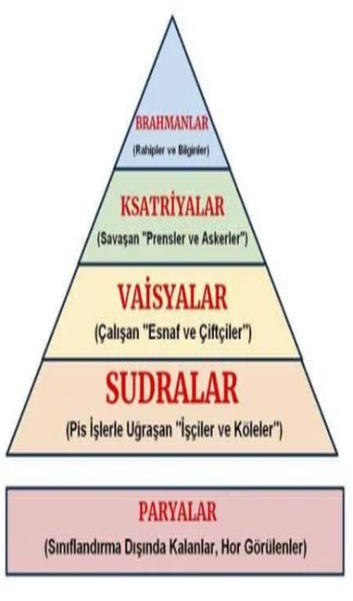 BRAHMANLAR
(Rahipler ve Bilginler)
KSATRİYALAR
(Savaşan "Prensler ve Askerler")
VAİSYALAR
(Çalışan "Esnaf ve Çiftçiler")
SUDRALAR
(Pis İşlerle Uğraşan "İşçiler ve Köleler")
PARYALAR
(Sınıflandırma Dışında Kalanlar, Hor Görülenler)